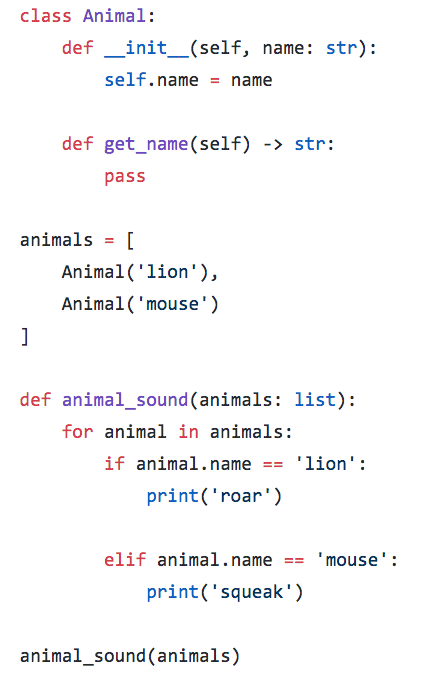 class Animal:
    def __init__(self, name: str):
        self.name = name
    def get_name(self) -> str:
        pass
animals = [
    Animal('lion'),
    Animal('mouse')
]
def animal_sound(animals: list):
    for animal in animals:
        if animal.name == 'lion':
            print('roar')
        elif animal.name == 'mouse':
            print('squeak')
animal_sound(animals)